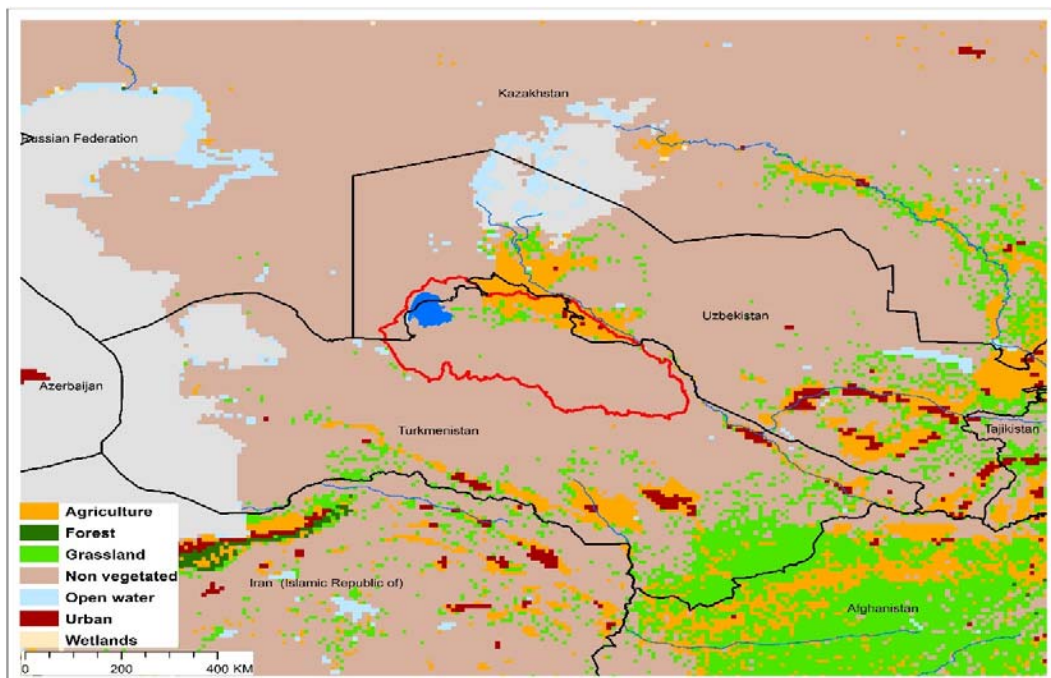 Kazakhstan
ussian Federation
Uzbekistan
Azerbaijan
Turkmenistan
Tajikistan
Iran (Islamic Republic of)
Afghanistan
Agriculture
Forest
Grassland
Non vegetated
Open water
Urban
Wetlands
0 200 400 KM